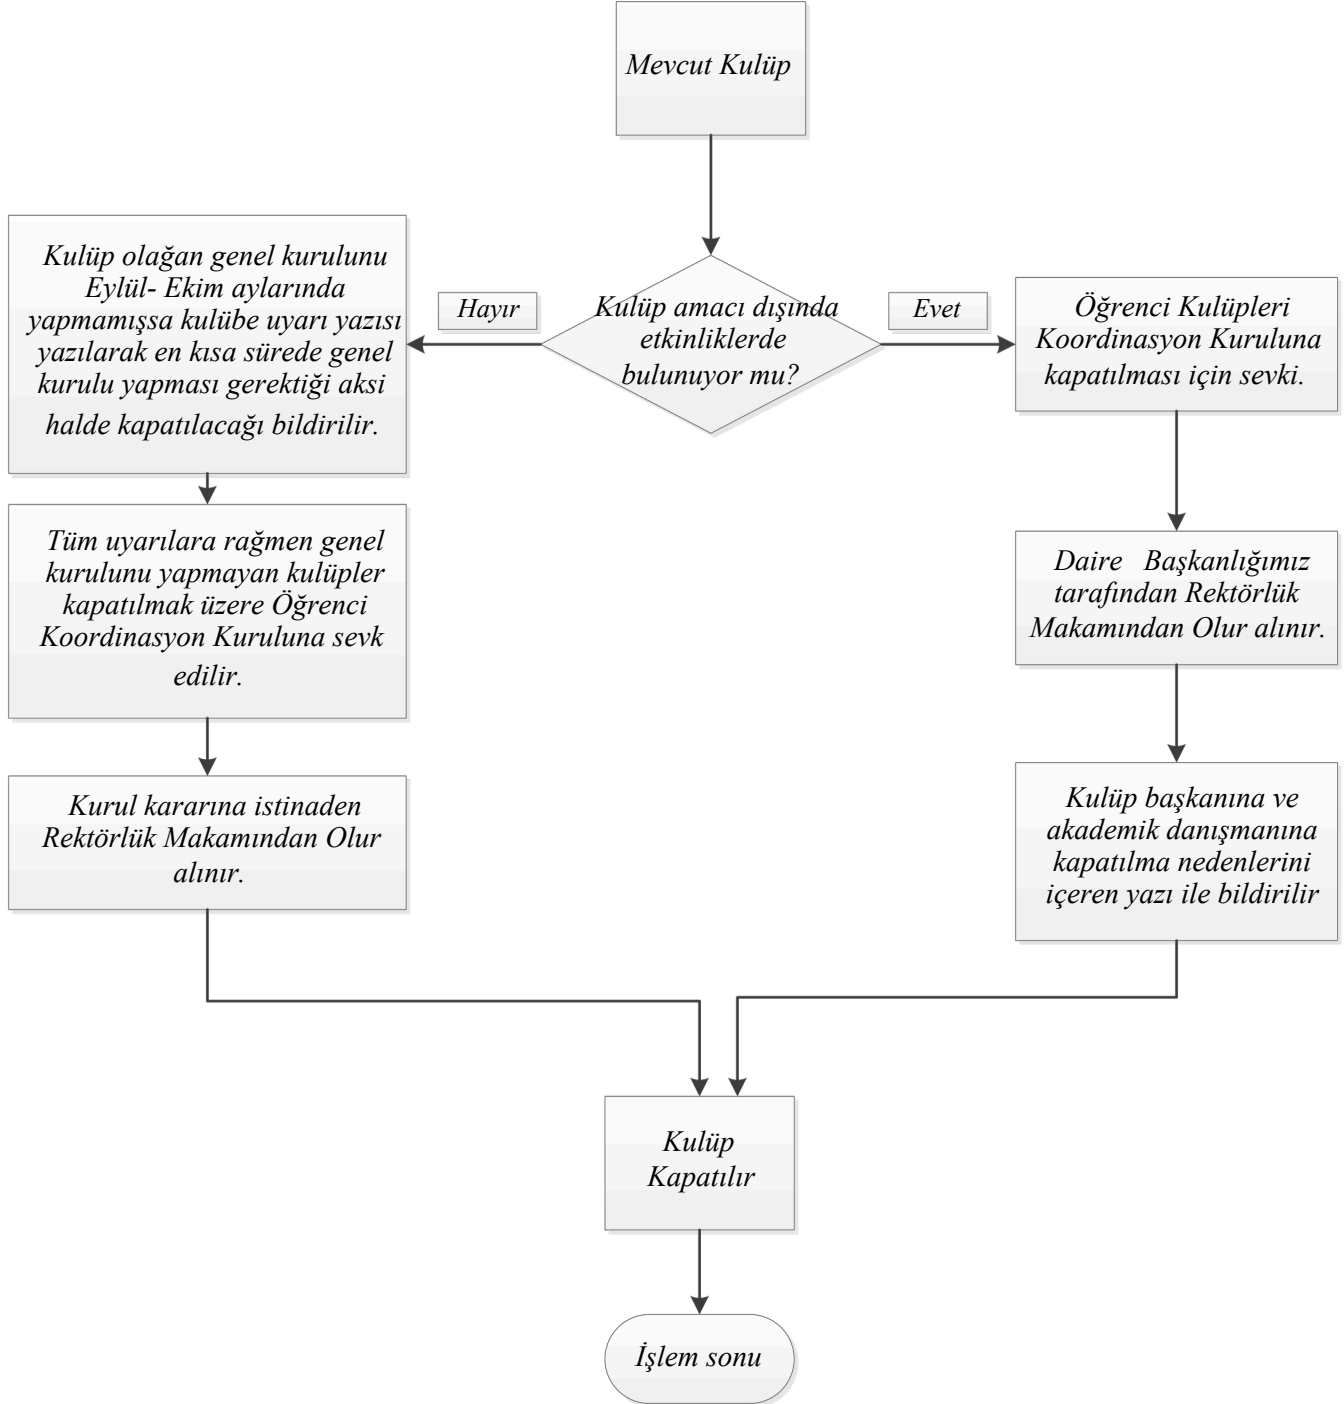 Mevcut Kulüp
Kulüp amacı dışında
etkinliklerde
bulunuyor mu?
Hayır
Evet
Kulüp olağan genel kurulunu
Eylül- Ekim aylarında
yapmamışsa kulübe uyarı yazısı
yazılarak en kısa sürede genel
kurulu yapması gerektiği aksi
halde kapatılacağı bildirilir.
Tüm uyarılara rağmen genel
kurulunu yapmayan kulüpler
kapatılmak üzere Öğrenci
Koordinasyon Kuruluna sevk
edilir.
Kurul kararına istinaden
Rektörlük Makamından Olur
alınır.
Öğrenci Kulüpleri
Koordinasyon Kuruluna
kapatılması için sevki.
Daire Başkanlığımız
tarafından Rektörlük
Makamından Olur alınır.
Kulüp başkanına ve
akademik danışmanına
kapatılma nedenlerini
içeren yazı ile bildirilir
Kulüp
Kapatılır
İşlem sonu